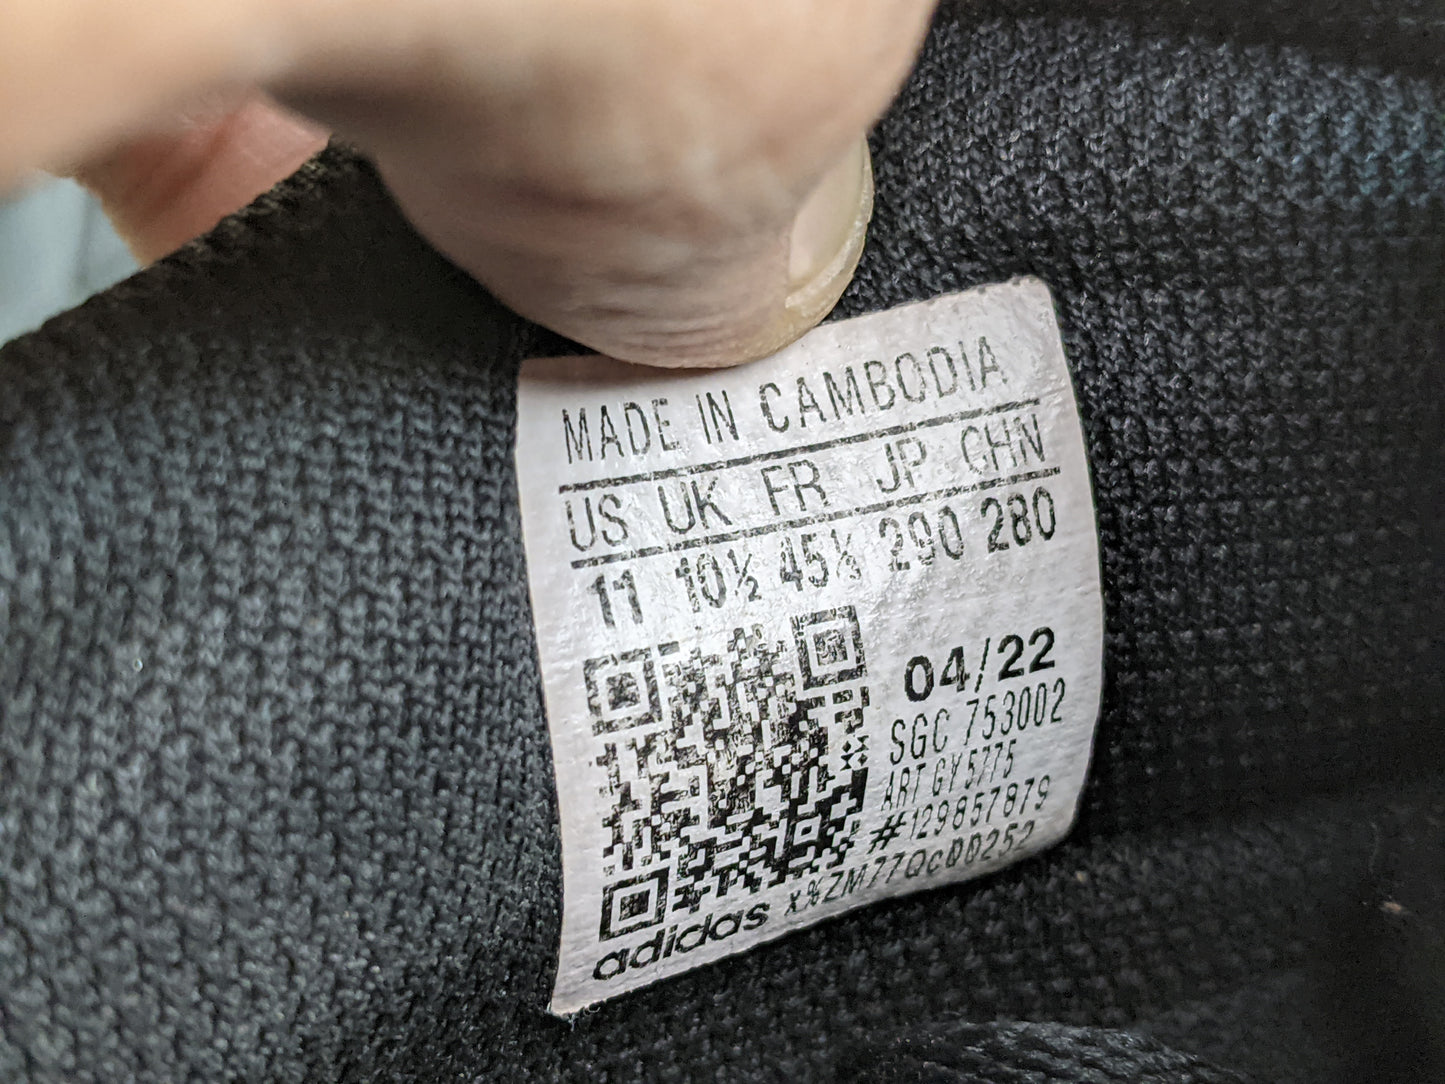 MADE IN CAMBODIA
US UK FR JP CHN
11 10½ 45⅓ 290 280
04/22
SGC 753002
ART GY5775
#129857879
adidas X%ZM77Qc00252